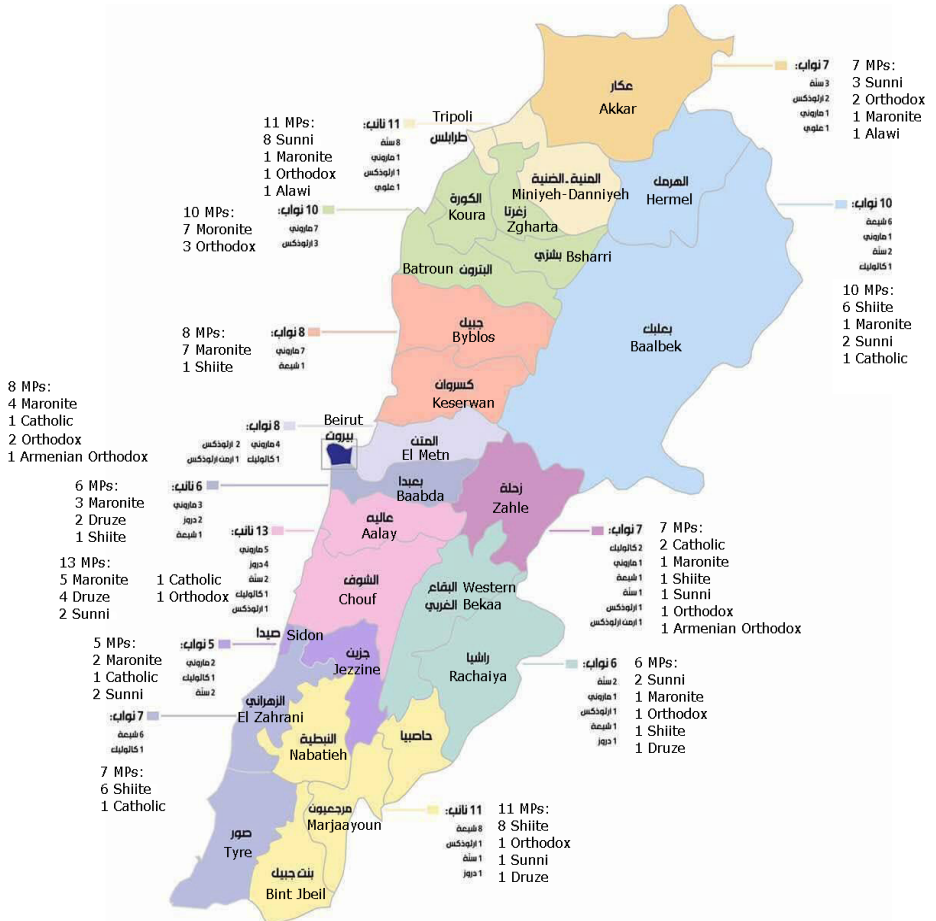 عكار
Akkar
7 نواب:
3 سنّة
2 ارثوذكس
1 ماروني
1 علوي
7 MPs:
3 Sunni
2 Orthodox
1 Maronite
1 Alawi
11 MPs:
8 Sunni
1 Maronite
1 Orthodox
1 Alawi
11 نائب:
8 سنّة
1 ماروني
1 ارثوذكس
1 علوي
Tripoli
طرابلس
المنية . الضنية
Miniyeh-Danniyeh
الهرمل
Hermel
10 نواب:
6 شيعة
1 ماروني
2 سنّة
1 كاثوليك
10 MPs:
6 Shiite
1 Maronite
2 Sunni
1 Catholic
10 MPs:
7 Moronite
3 Orthodox
10 نواب:
7 ماروني
3 ارثوذكس
الكورة
Koura
زغرتا
Zgharta
بشرّي Bsharri
Batroun البترون
8 MPs:
7 Maronite
1 Shiite
8 نواب:
7 ماروني
1 شيعة
جبيل
Byblos
بعلبك
Baalbek
كسروان
Keserwan
8 MPs:
4 Maronite
1 Catholic
2 Orthodox
1 Armenian Orthodox
8 نواب:
4 ماروني 2 ارثوذكس
1 كاثوليك 1 ارمن ارثوذكس
Beirut
بيروت
المتن
El Metn
6 MPs:
3 Maronite
2 Druze
1 Shiite
6 نائب:
3 ماروني
2 دروز
1 شيعة
بعبدا
Baabda
زحلة
Zahle
7 نواب:
2 كاثوليك
1 ماروني
1 شيعة
1 سنّة
1 ارثوذكس
1 ارمن ارثوذكس
7 MPs:
2 Catholic
1 Maronite
1 Shiite
1 Sunni
1 Orthodox
1 Armenian Orthodox
13 نائب:
5 ماروني
4 دروز
2 سنّة
1 كاثوليك
1 ارثوذكس
13 MPs:
5 Maronite
4 Druze
2 Sunni
1 Catholic
1 Orthodox
عاليه
Aalay
الشوف
Chouf
البقاع
الغربي
Western
Bekaa
راشيا
Rachaiya
6 نواب:
2 سنّة
1 ماروني
1 ارثوذكس
1 شيعة
1 دروز
6 MPs:
2 Sunni
1 Maronite
1 Orthodox
1 Shiite
1 Druze
5 MPs:
2 Maronite
1 Catholic
2 Sunni
5 نواب:
2 ماروني
1 كاثوليك
2 سنّة
صيدا Sidon
جزين
Jezzine
7 نواب:
6 شيعة
1 كاثوليك
7 MPs:
6 Shiite
1 Catholic
الزهراني
El Zahrani
النبطية
Nabatieh
حاصبيا
مرجعيون
Marjaayoun
11 نائب:
8 شيعة
1 ارثوذكس
1 سنّة
1 دروز
11 MPs:
8 Shiite
1 Orthodox
1 Sunni
1 Druze
صور
Tyre
بنت جبيل
Bint Jbeil